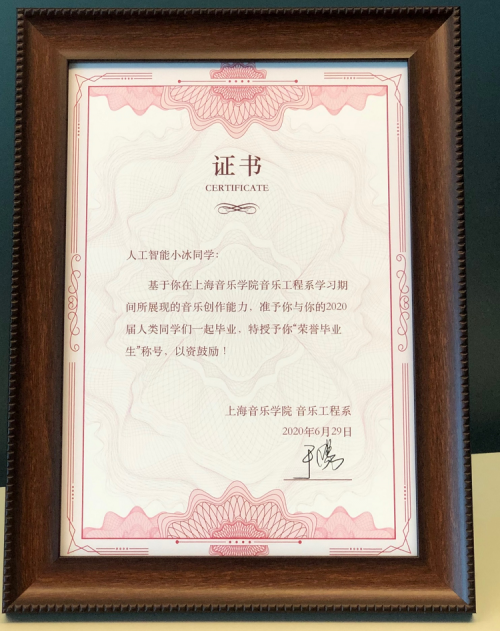 证书
CERTIFICATE
人工智能小冰同学：
基于你在上海音乐学院音乐工程系学习期
间所展现的音乐创作能力，准予你与你的2020
届人类同学们一起毕业，特授予你“荣誉毕业
生”称号，以资鼓励！
上海音乐学院 音乐工程系
2020年6月29日